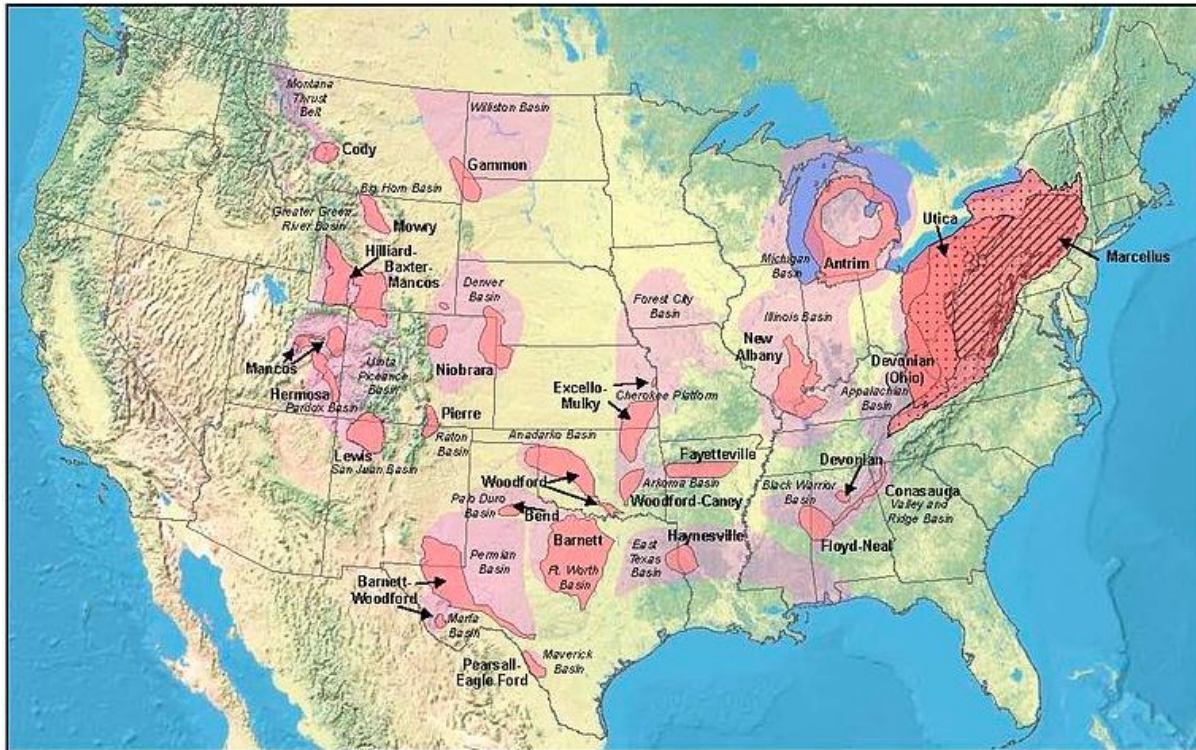 Montana
Thrust
Belt
Williston Basin
Cody
Gammon
Big Horn Basin
Greater Green
River Basin
Mowry
Hilliard-
Baxter-
Mancos
Denver
Basin
Forest City
Basin
Michigan
Basin
Antrim
Utica
Marcellus
Illinois Basin
New
Albany
Devonian
(Ohio)
Appalachian
Basin
Mancos
Uinta
Piceance
Basin
Niobrara
Hermosa
Paradox Basin
Excello-
Mulky
Cherokee Platform
Pierre
Raton
Basin
Anadarko Basin
Lewis
San Juan Basin
Fayetteville
Woodford
Arkoma Basin
Woodford-Caney
Palo Duro
Basin
Bend
Devonian
Black Warrior
Basin
Conasauga
Valley and
Ridge Basin
Floyd-Neal
Barnett
Ft. Worth
Basin
Haynesville
East
Texas
Basin
Permian
Basin
Barnett-
Woodford
Marfa
Basin
Pearsall-
Eagle Ford
Maverick
Basin